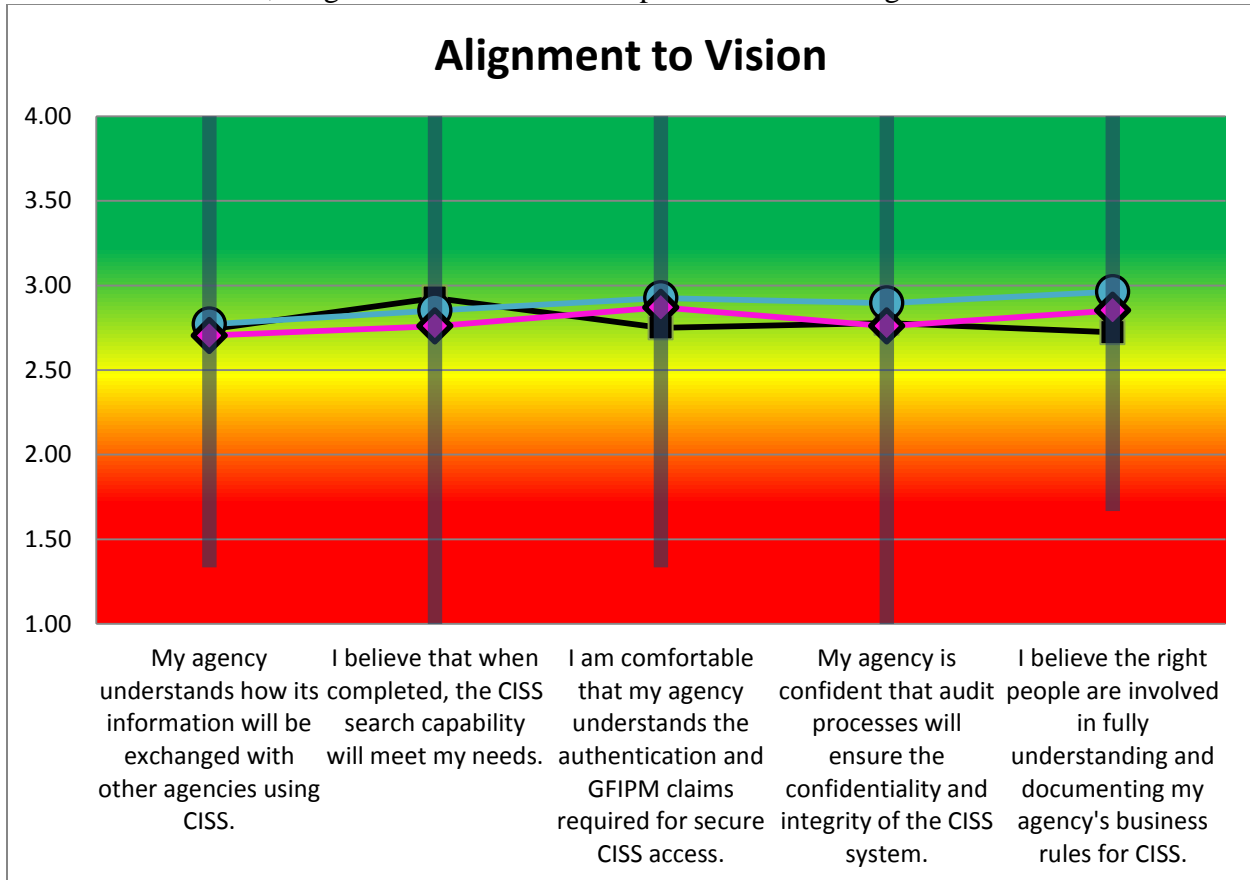 Alignment to Vision
4.00
3.50
3.00
2.50
2.00
1.50
1.00
My agency
understands how its
information will be
exchanged with
other agencies using
CISS.
I believe that when
completed, the CISS
search capability
will meet my needs.
I am comfortable
that my agency
understands the
authentication and
GFIPM claims
required for secure
CISS access.
My agency is
confident that audit
processes will
ensure the
confidentiality and
integrity of the CISS
system.
I believe the right
people are involved
in fully
understanding and
documenting my
agency's business
rules for CISS.